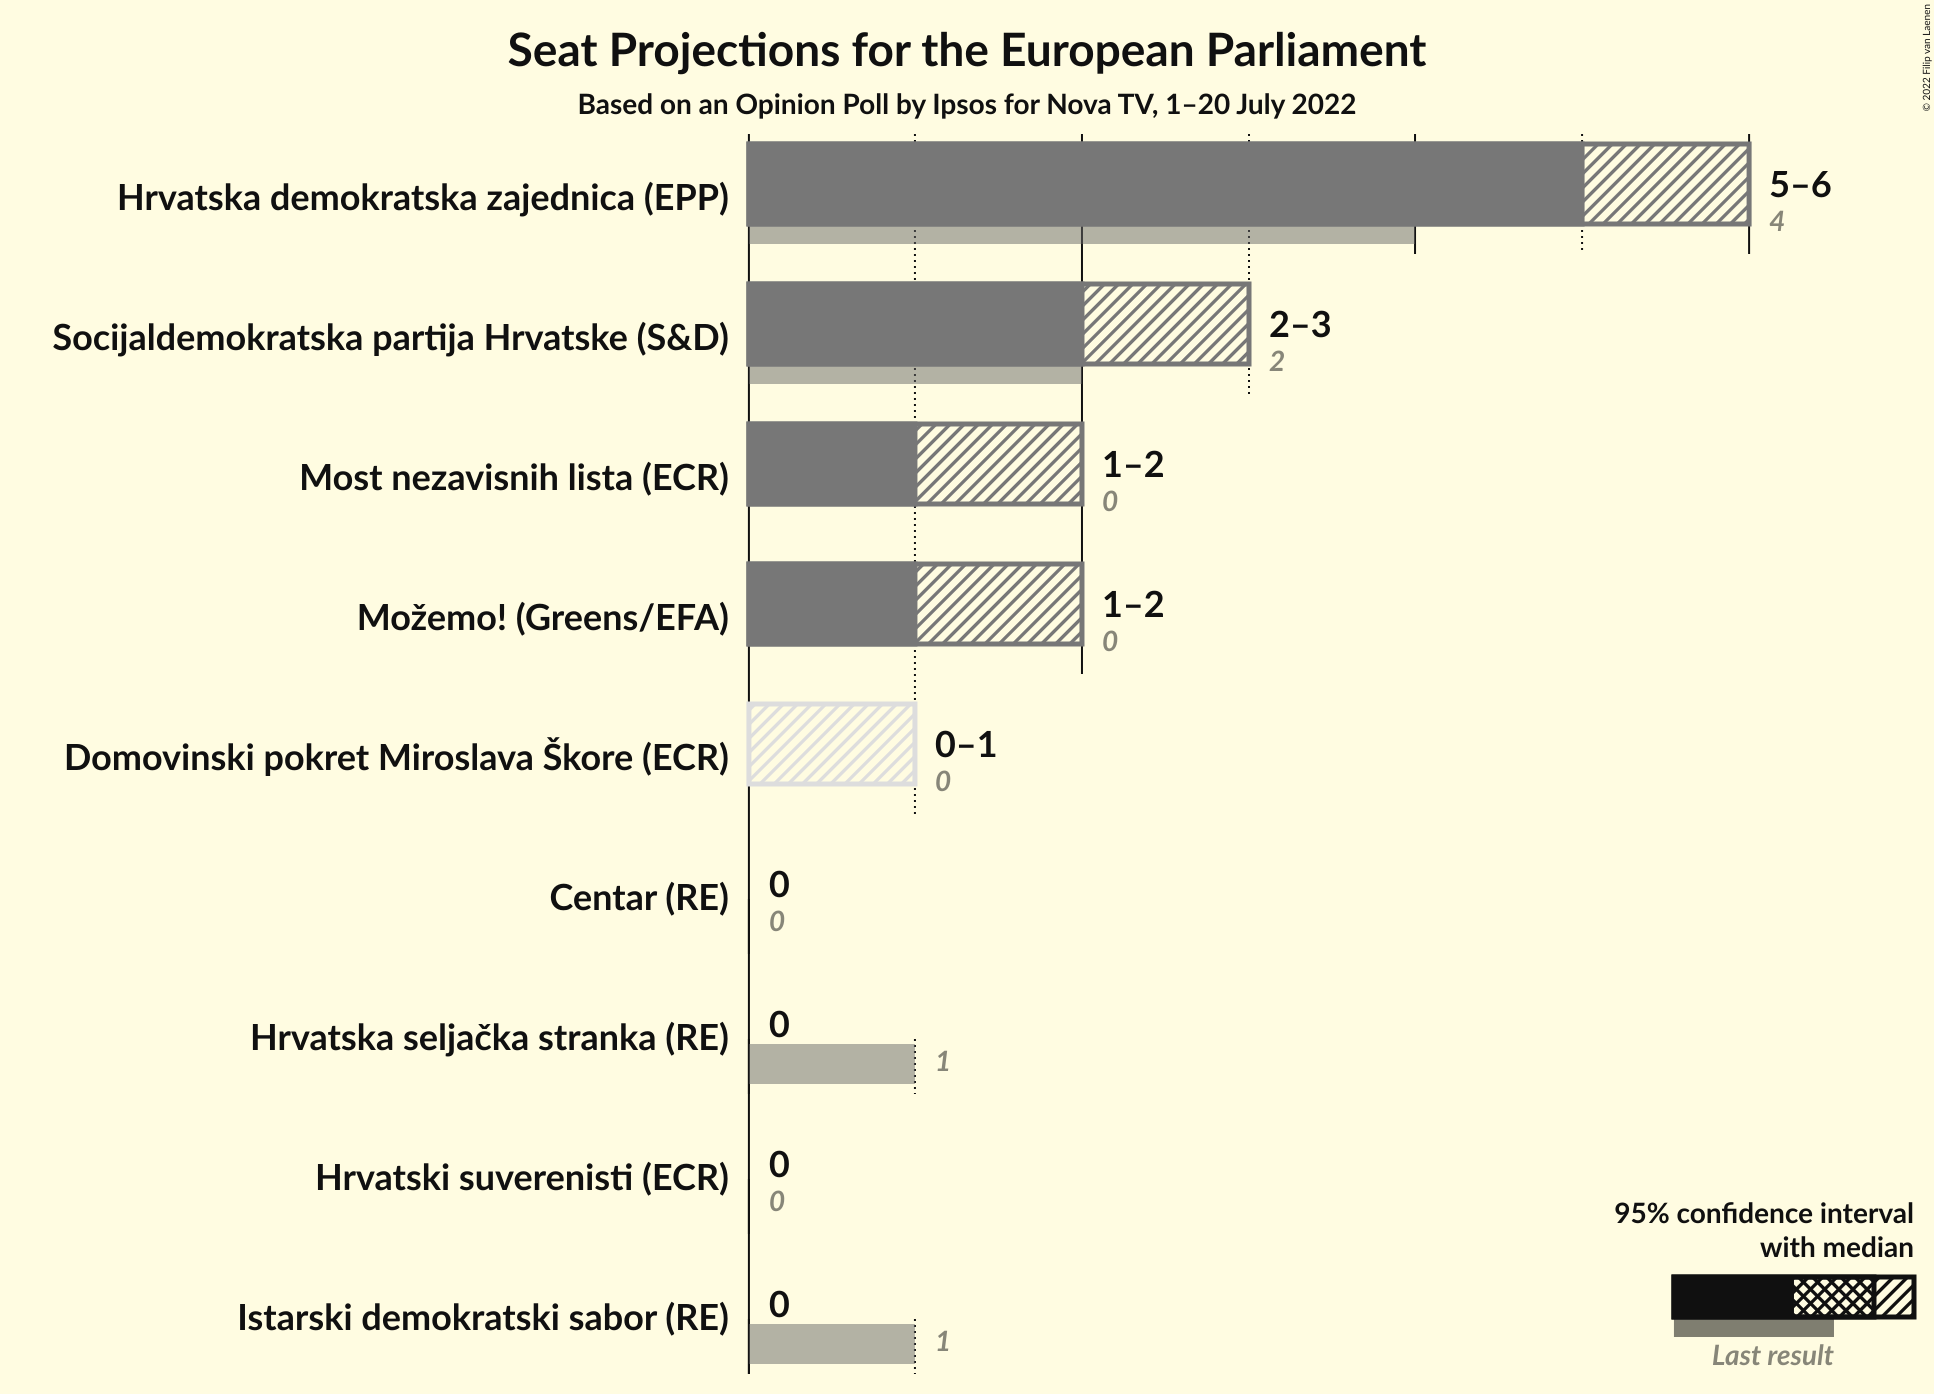 Seat Projections for the European Parliament
Based on an Opinion Poll by Ipsos for Nova TV, 1–20 July 2022
© 2022 Filip van Laenen
Hrvatska demokratska zajednica (EPP)
5–6
4
Socijaldemokratska partija Hrvatske (S&D)
2–3
2
Most nezavisnih lista (ECR)
1–2
0
Možemo! (Greens/EFA)
1–2
0
Domovinski pokret Miroslava Škore (ECR)
0–1
0
Centar (RE)
0
0
Hrvatska seljačka stranka (RE)
0
1
Hrvatski suverenisti (ECR)
0
0
Istarski demokratski sabor (RE)
0
1
95% confidence interval
with median
Last result